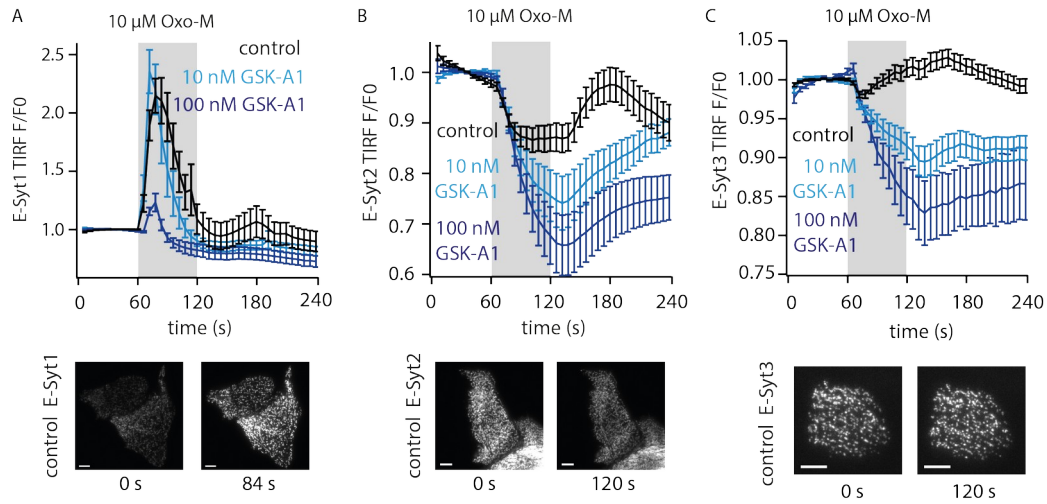 A
10 µM Oxo-M
control
10 nM GSK-A1
100 nM GSK-A1
E-Syt1 TIRF F/F0
2.5
2.0
1.5
1.0
0
60
120
180
240
time (s)
control E-Syt1
0 s
84 s
B
10 µM Oxo-M
control
10 nM
GSK-A1
100 nM
GSK-A1
E-Syt2 TIRF F/F0
1.0
0.9
0.8
0.7
0.6
0
60
120
180
240
time (s)
control E-Syt2
0 s
120 s
C
10 µM Oxo-M
control
10 nM
GSK-A1
100 nM
GSK-A1
E-Syt3 TIRF F/F0
1.05
1.00
0.95
0.90
0.85
0.80
0.75
0
60
120
180
240
time (s)
control E-Syt3
0 s
120 s